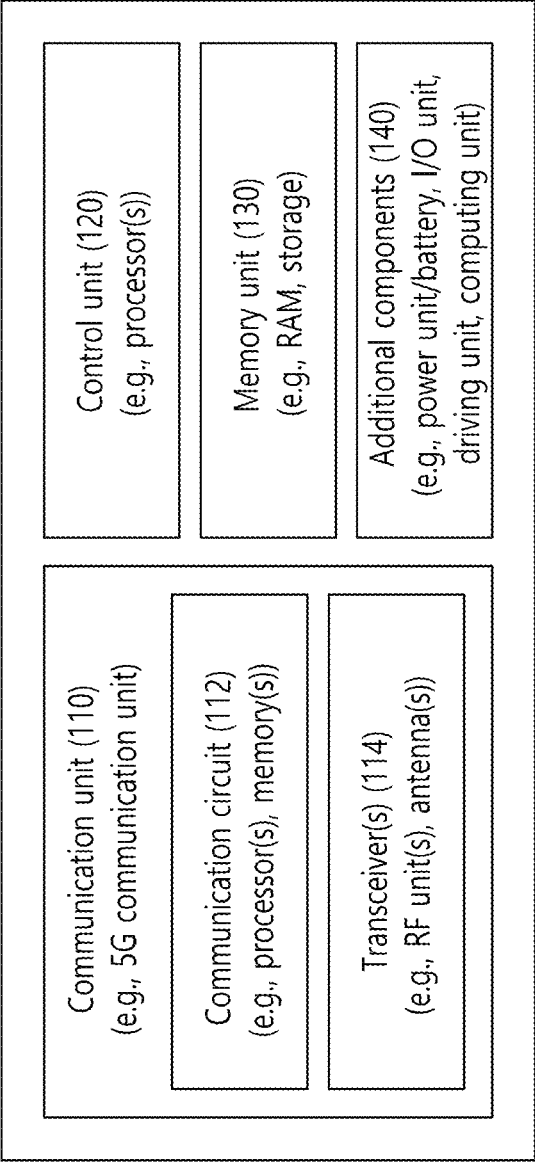 Communication unit (110)
(e.g., 5G communication unit)
Communication circuit (112)
(e.g., processor(s), memory(s))
Transceiver(s) (114)
(e.g., RF unit(s), antenna(s))
Control unit (120)
(e.g., processor(s))
Memory unit (130)
(e.g., RAM, storage)
Additional components (140)
(e.g., power unit/battery, I/O unit,
driving unit, computing unit)